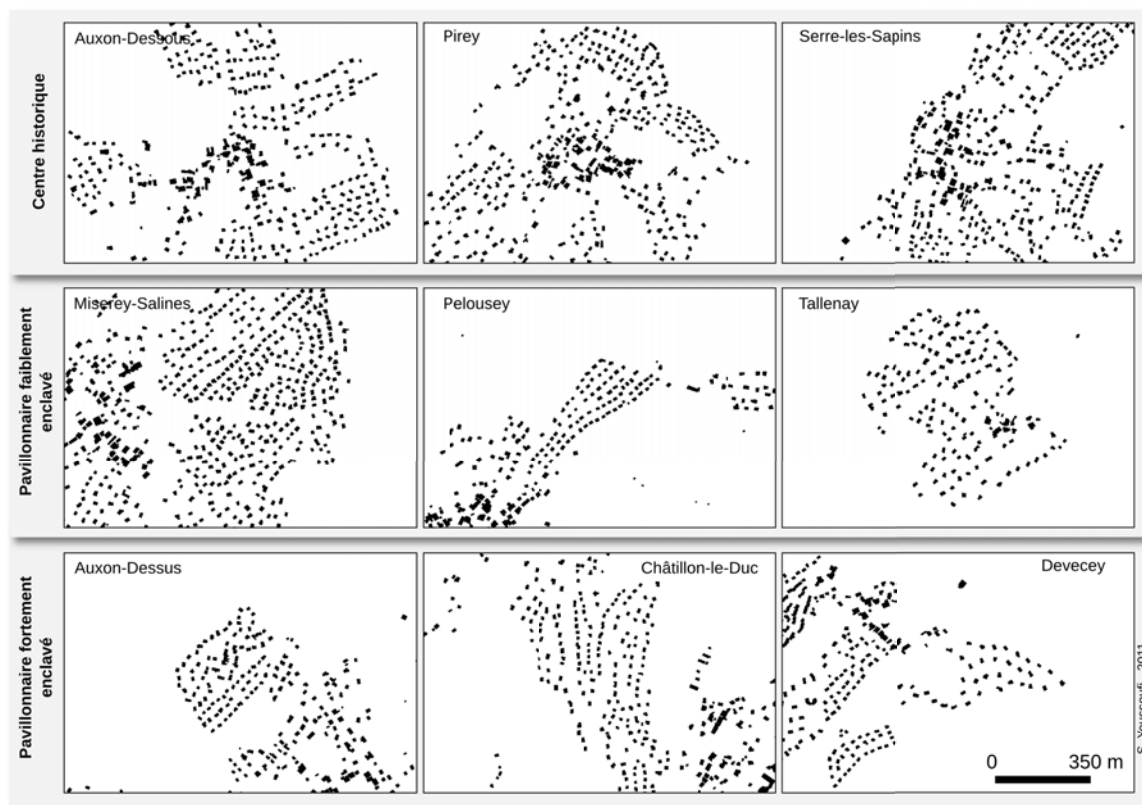 Centre historique
Auxon-Dessous
Pirey
Serre-les-Sapins
Pavillonnaire faiblement
enclavé
Miserey-Salines
Pelousey
Tallenay
Pavillonnaire fortement
enclavé
Auxon-Dessus
Châtillon-le-Duc
Devecey
0 350 m